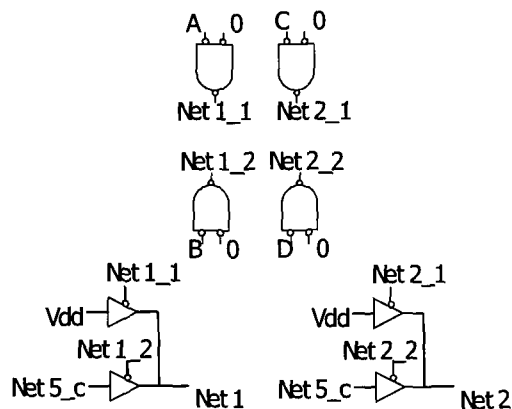 A 0 C 0
Net 1_1 Net 2_1
Net 1_2 Net 2_2
B 0 D 0
Net 1_1 Net 2_1
Vdd Vdd
Net 1_2 Net 2_2
Net 5_c Net 1 Net 5_c Net 2